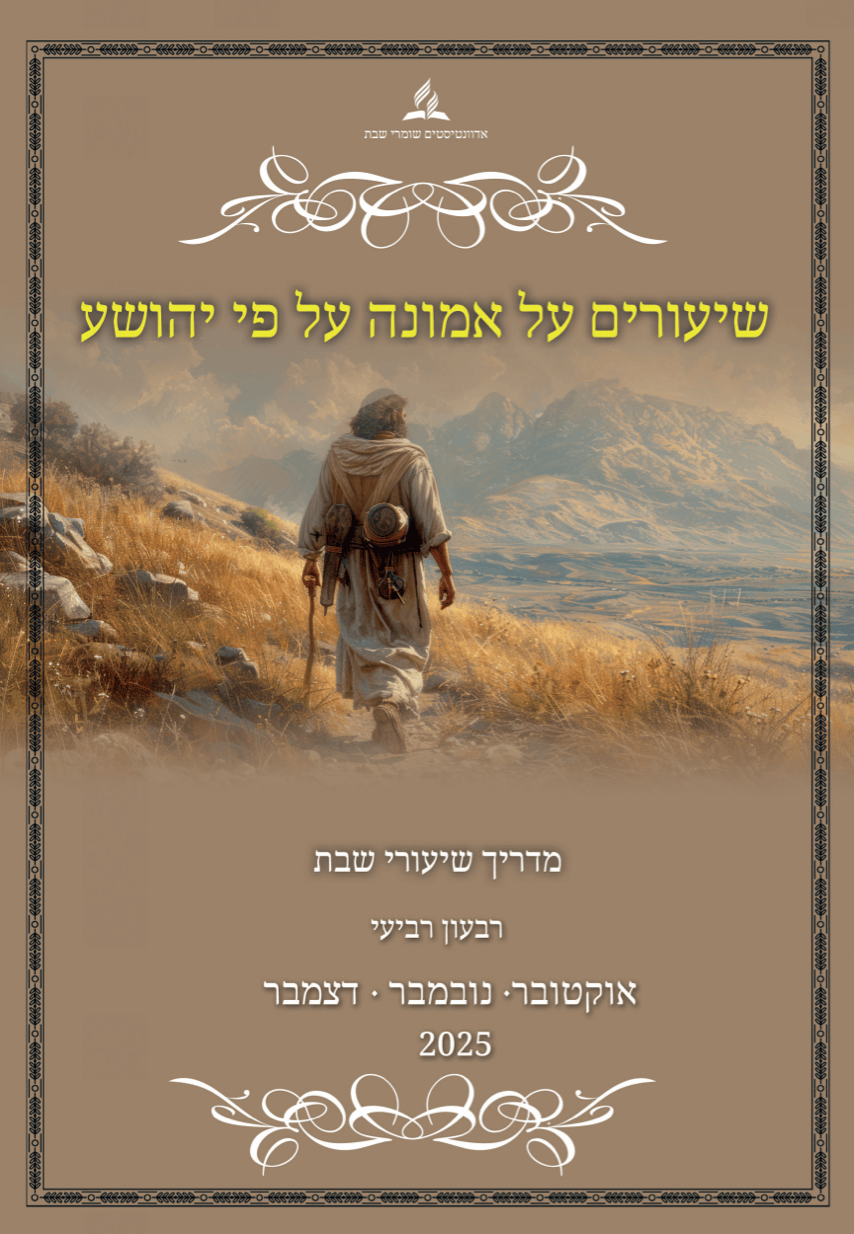 אדוונטיסטים שומרי שבת
שיעורים על אמונה על פי יהושע
מדריך שיעורי שבת
רבעון רביעי
אוקטובר· נובמבר · דצמבר
2025